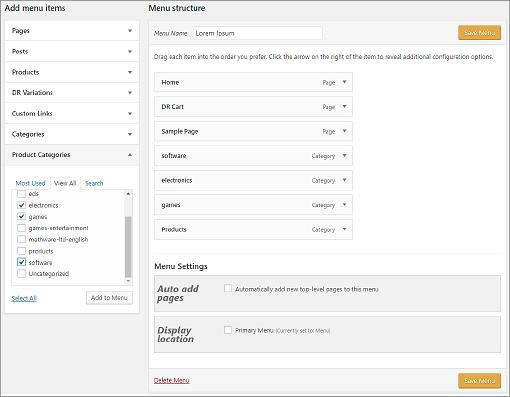 Add menu items
Pages
Posts
Products
DR Variations
Custom Links
Categories
Product Categories
Most Used View All Search
eds
electronics
games
games-entertainment
mathware-ltd-english
products
software
Uncategorized
Select All Add to Menu
Menu structure
Menu Name Lorem Ipsum Save Menu
Drag each item into the order you prefer. Click the arrow on the right of the item to reveal additional configuration options.
Home Page
DR Cart Page
Sample Page Page
software Category
electronics Category
games Category
Products Category
Menu Settings
Auto add
pages
Automatically add new top-level pages to this menu
Display
location
Primary Menu (Currently set to: Menu)
Delete Menu Save Menu